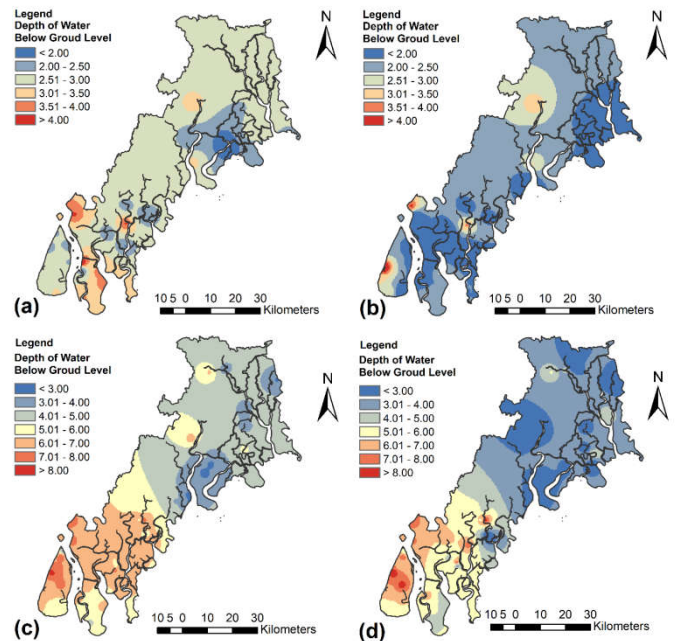 Legend
Depth of Water
Below Groud Level
< 2.00
2.00 - 2.50
2.51 - 3.00
3.01 - 3.50
3.51 - 4.00
> 4.00
N
(a)
10 5 0 10 20 30
Kilometers
Legend
Depth of Water
Below Groud Level
< 2.00
2.00 - 2.50
2.51 - 3.00
3.01 - 3.50
3.51 - 4.00
> 4.00
N
(b)
10 5 0 10 20 30
Kilometers
Legend
Depth of Water
Below Groud Level
< 3.00
3.01 - 4.00
4.01 - 5.00
5.01 - 6.00
6.01 - 7.00
7.01 - 8.00
> 8.00
N
(c)
10 5 0 10 20 30
Kilometers
Legend
Depth of Water
Below Groud Level
< 3.00
3.01 - 4.00
4.01 - 5.00
5.01 - 6.00
6.01 - 7.00
7.01 - 8.00
> 8.00
N
(d)
10 5 0 10 20 30
Kilometers